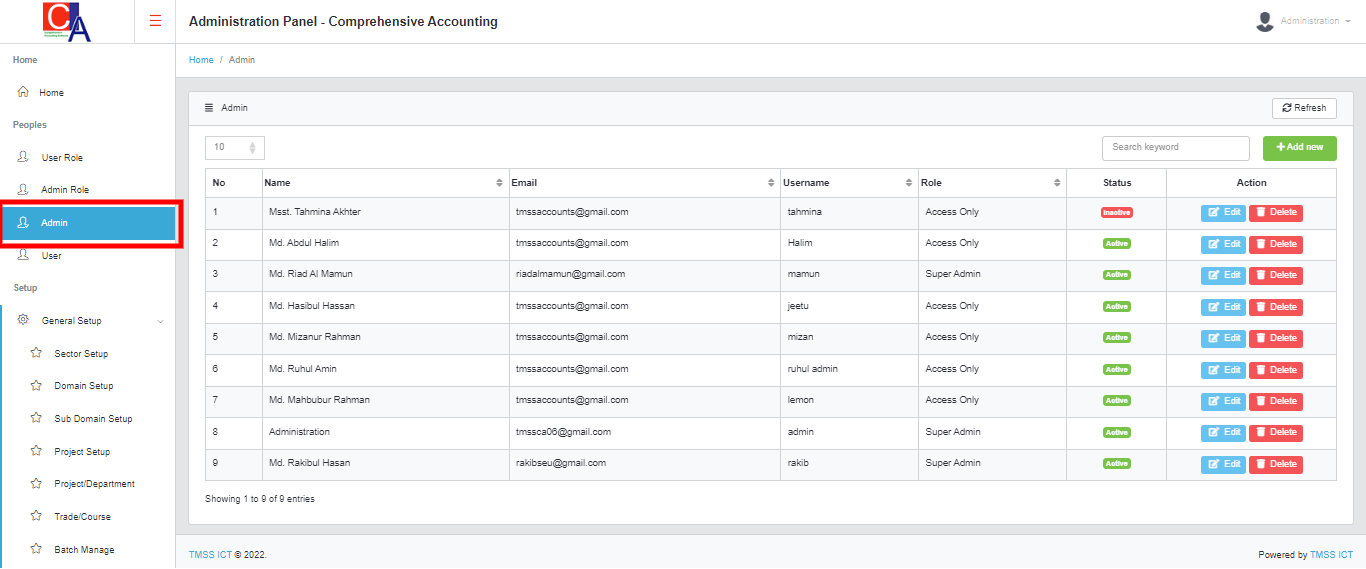 CA
Administration Panel - Comprehensive Accounting
Administration
Home
Home / Admin
Home
Peoples
User Role
Admin Role
Admin
User
Setup
General Setup
Sector Setup
Domain Setup
Sub Domain Setup
Project Setup
Project/Department
Trade/Course
Batch Manage
Admin
Refresh
10
Search keyword
Add new
No Name Email Username Role Status Action
1 Msst. Tahmina Akhter tmssaccounts@gmail.com tahmina Access Only Inactive Edit Delete
2 Md. Abdul Halim tmssaccounts@gmail.com Halim Access Only Active Edit Delete
3 Md. Riad Al Mamun riadalmamun@gmail.com mamun Super Admin Active Edit Delete
4 Md. Hasibul Hassan tmssaccounts@gmail.com jeetu Access Only Active Edit Delete
5 Md. Mizanur Rahman tmssaccounts@gmail.com mizan Access Only Active Edit Delete
6 Md. Ruhul Amin tmssaccounts@gmail.com ruhul admin Access Only Active Edit Delete
7 Md. Mahbubur Rahman tmssaccounts@gmail.com lemon Access Only Active Edit Delete
8 Administration tmssca06@gmail.com admin Super Admin Active Edit Delete
9 Md. Rakibul Hasan rakibseu@gmail.com rakib Super Admin Active Edit Delete
Showing 1 to 9 of 9 entries
TMSS ICT © 2022.
Powered by TMSS ICT